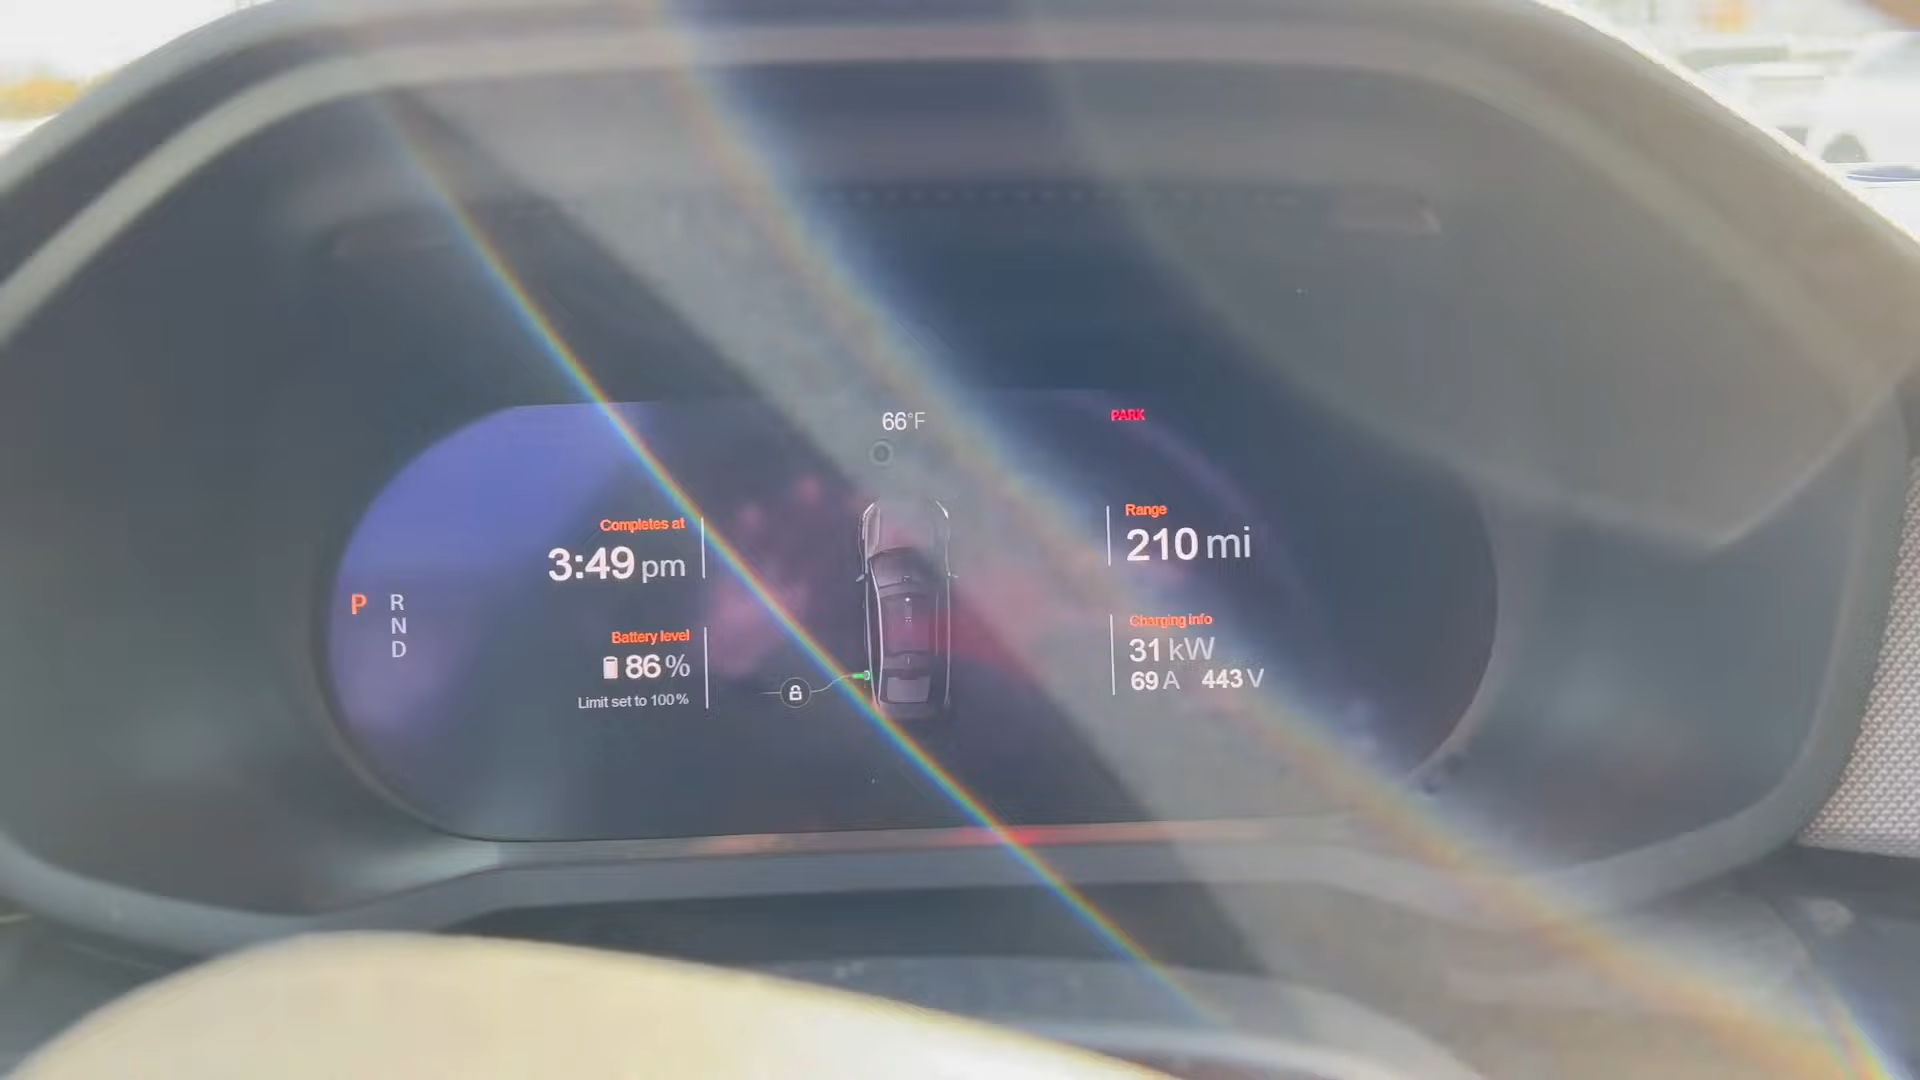 66°F
PARK
Completes at
3:49 pm
Range
210 mi
P
R
N
D
Battery level
86%
Limit set to 100%
Charging info
31 kW
69 A 443 V